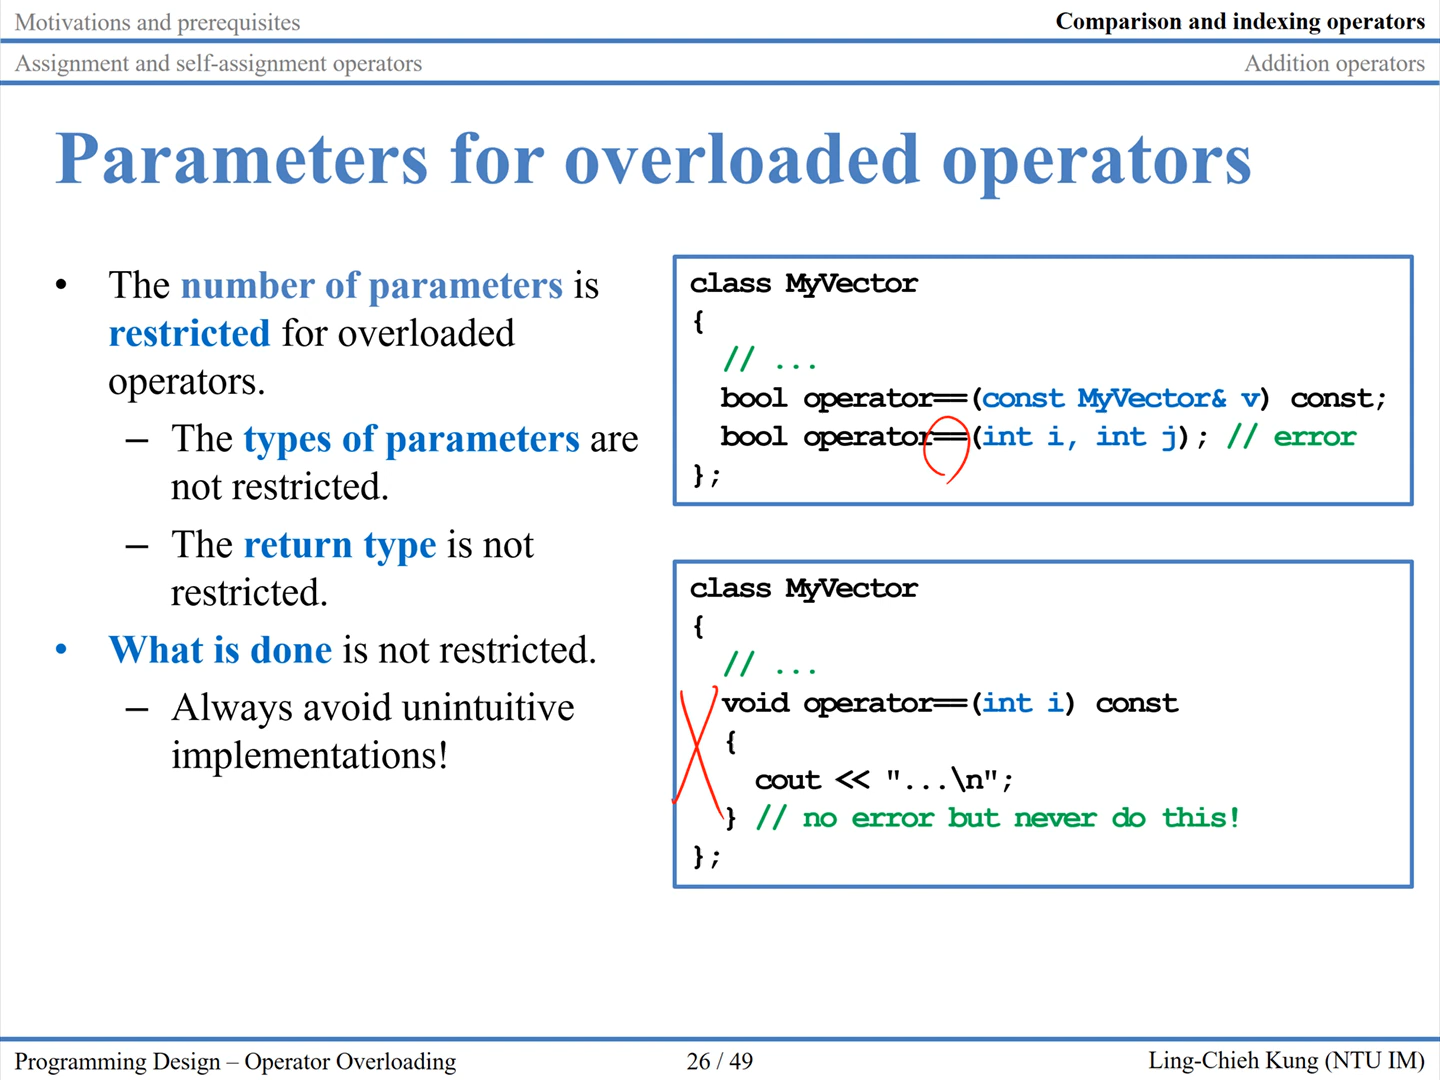 Motivations and prerequisites
Comparison and indexing operators
Assignment and self-assignment operators
Addition operators
Parameters for overloaded operators
• The number of parameters is
restricted for overloaded
operators.
– The types of parameters are
not restricted.
– The return type is not
restricted.
• What is done is not restricted.
– Always avoid unintuitive
implementations!
class MyVector
{
// ...
bool operator==(const MyVector& v) const;
bool operator==(int i, int j); // error
};
class MyVector
{
// ...
void operator==(int i) const
{
cout << "...\n";
} // no error but never do this!
};
Programming Design – Operator Overloading
26 / 49
Ling-Chieh Kung (NTU IM)